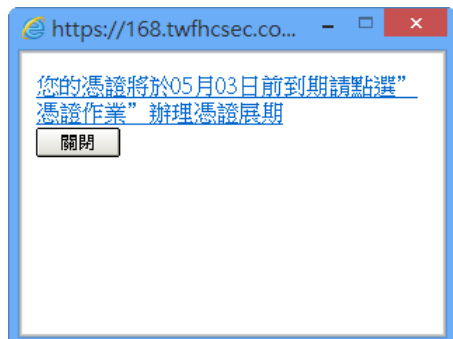 https://168.twfhcsec.co...
您的憑證將於05月03日前到期請點選”
憑證作業”辦理憑證展期
關閉